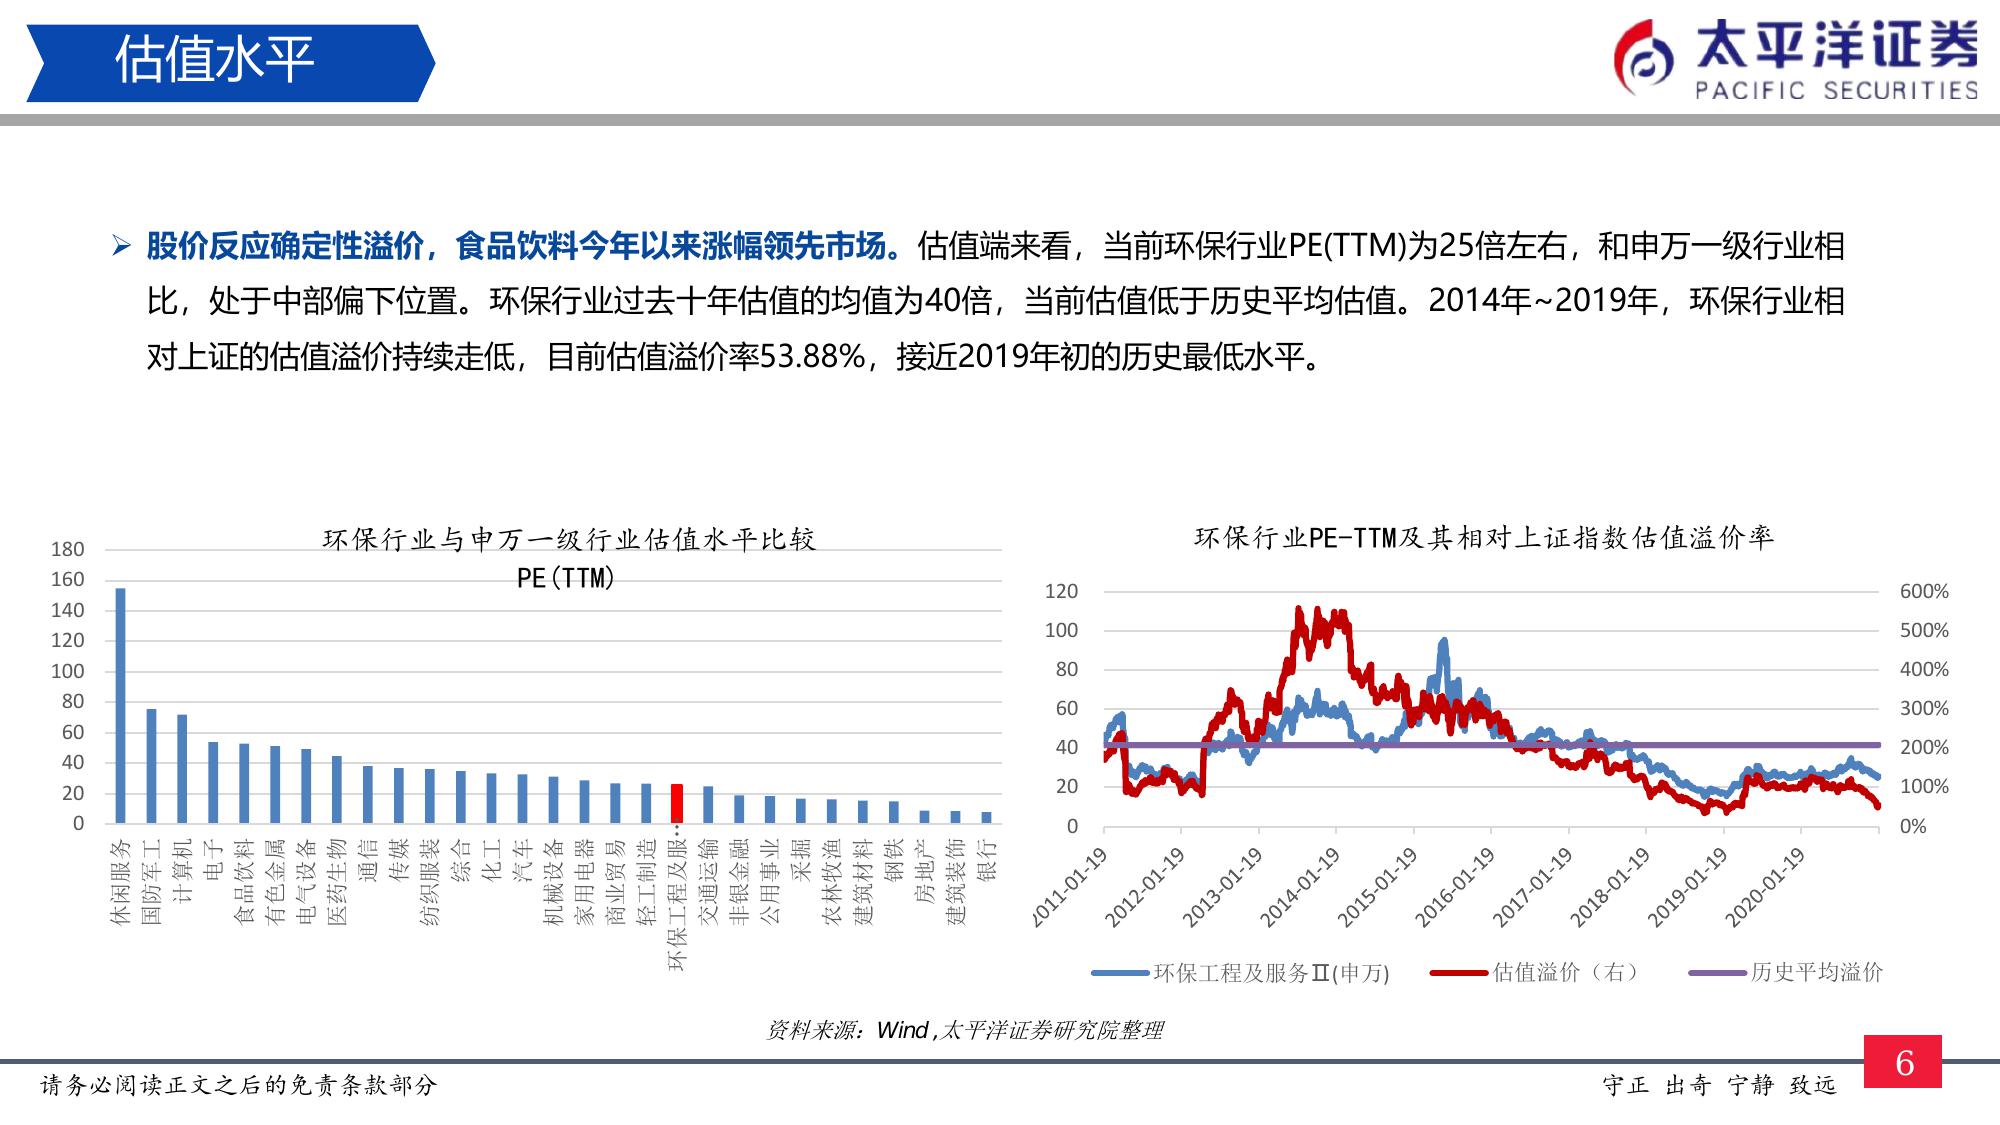 估值水平
太平洋证券
PACIFIC SECURITIES
➢ 股价反应确定性溢价，食品饮料今年以来涨幅领先市场。估值端来看，当前环保行业PE(TTM)为25倍左右，和申万一级行业相
比，处于中部偏下位置。环保行业过去十年估值的均值为40倍，当前估值低于历史平均估值。2014年~2019年，环保行业相
对上证的估值溢价持续走低，目前估值溢价率53.88%，接近2019年初的历史最低水平。
环保行业与申万一级行业估值水平比较
PE(TTM)
180
160
140
120
100
80
60
40
20
0
休闲服务
国防军工
计算机
电子
食品饮料
有色金属
电气设备
医药生物
通信
传媒
纺织服装
综合
化工
汽车
机械设备
家用电器
商业贸易
轻工制造
环保工程及服…
交通运输
非银金融
公用事业
采掘
农林牧渔
建筑材料
钢铁
房地产
建筑装饰
银行
环保行业PE-TTM及其相对上证指数估值溢价率
120
100
80
60
40
20
0
600%
500%
400%
300%
200%
100%
0%
2011-01-19
2012-01-19
2013-01-19
2014-01-19
2015-01-19
2016-01-19
2017-01-19
2018-01-19
2019-01-19
2020-01-19
环保工程及服务Ⅱ(申万)
估值溢价（右）
历史平均溢价
资料来源：Wind,太平洋证券研究院整理
请务必阅读正文之后的免责条款部分
守正 出奇 宁静 致远
6